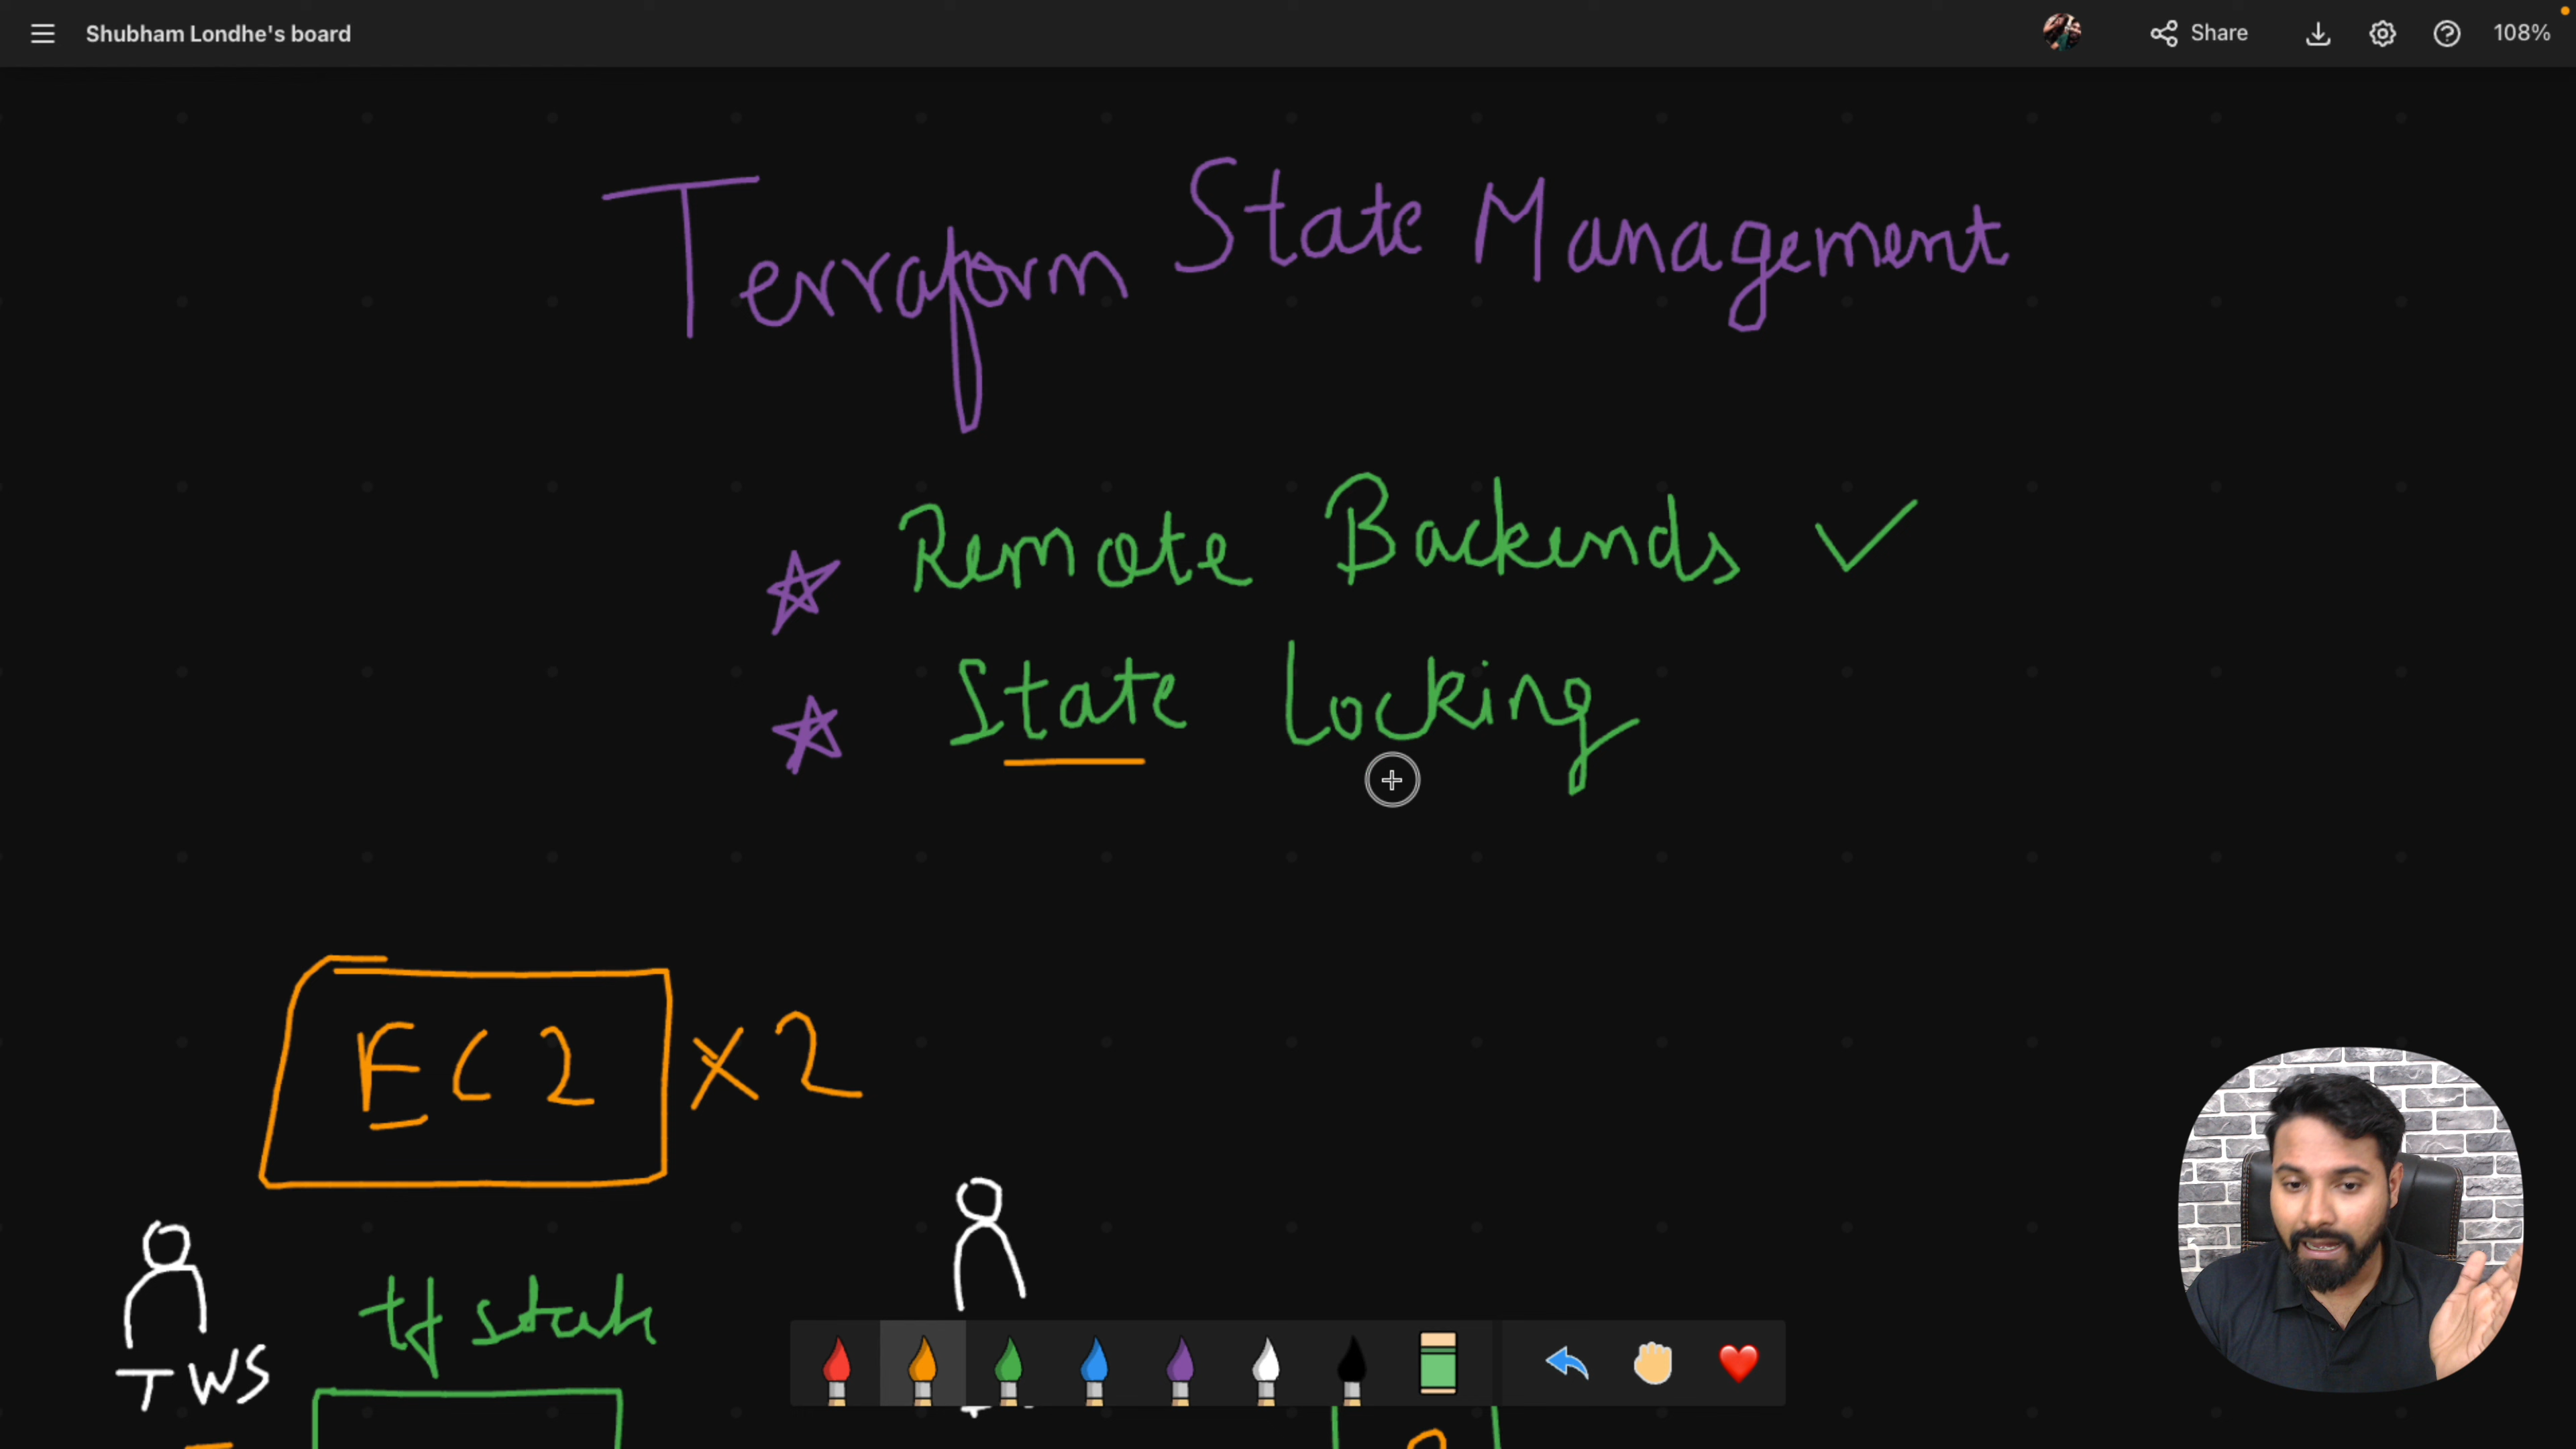 Shubham Londhe's board
Share
108%
Terraform State Management
Remote Backends
State Locking
EC2 x2
TWS
tf state